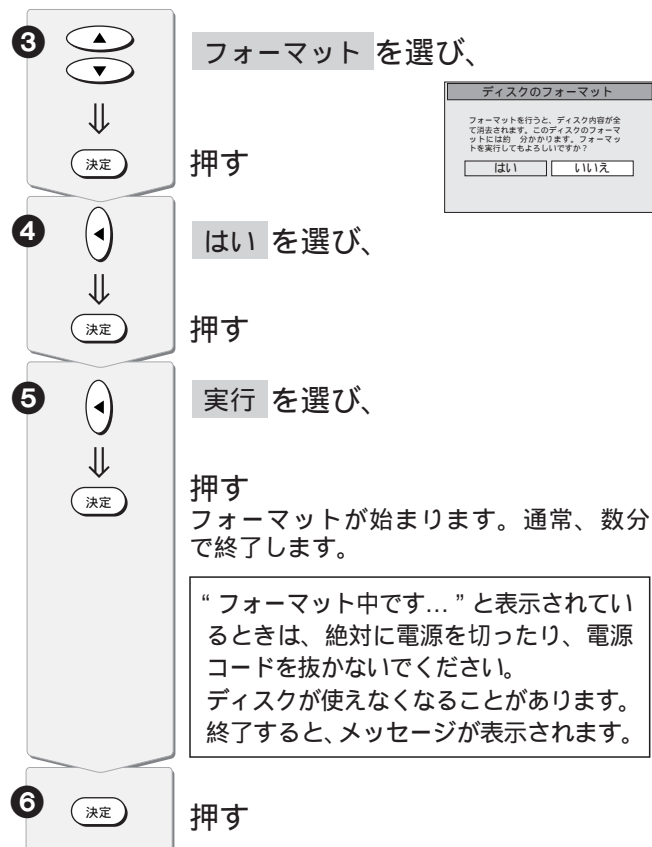 ❸
フォーマット を選び、
ディスクのフォーマット
フォーマットを行うと、ディスク内容が全
て消去されます。このディスクのフォーマ
ットには約 分かかります。フォーマッ
トを実行してもよろしいですか？
はい いいえ
⇓
決定 押す
❹
はい を選び、
⇓
決定 押す
❺
実行 を選び、
⇓
決定 押す
フォーマットが始まります。通常、数分
で終了します。
“フォーマット中です…”と表示されてい
るときは、絶対に電源を切ったり、電源
コードを抜かないでください。
ディスクが使えなくなることがあります。
終了すると、メッセージが表示されます。
❻ 決定 押す